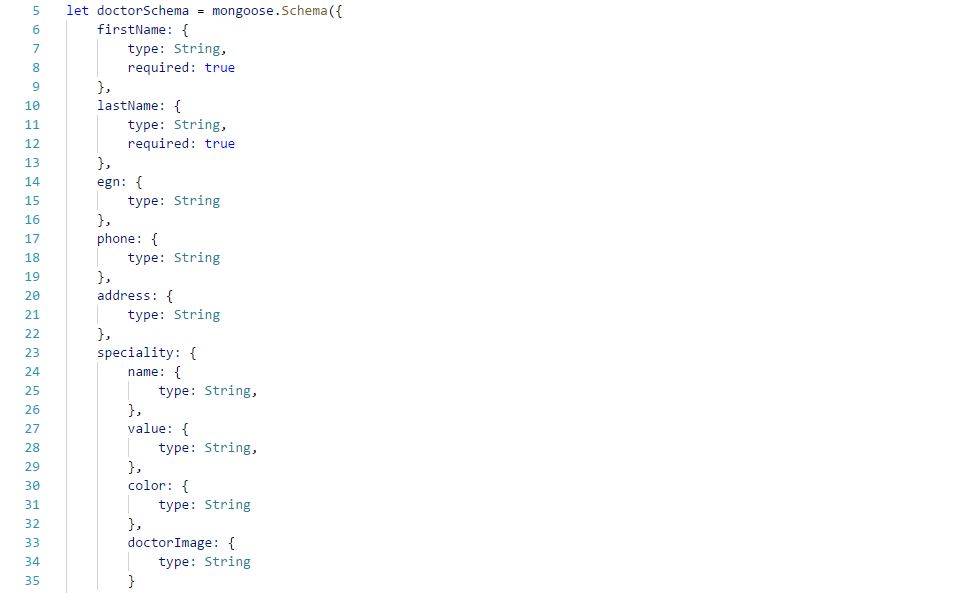 5 let doctorSchema = mongoose.Schema({
6 firstName: {
7 type: String,
8 required: true
9 },
10 lastName: {
11 type: String,
12 required: true
13 },
14 egn: {
15 type: String
16 },
17 phone: {
18 type: String
19 },
20 address: {
21 type: String
22 },
23 speciality: {
24 name: {
25 type: String,
26 },
27 value: {
28 type: String,
29 },
30 color: {
31 type: String
32 },
33 doctorImage: {
34 type: String
35 }